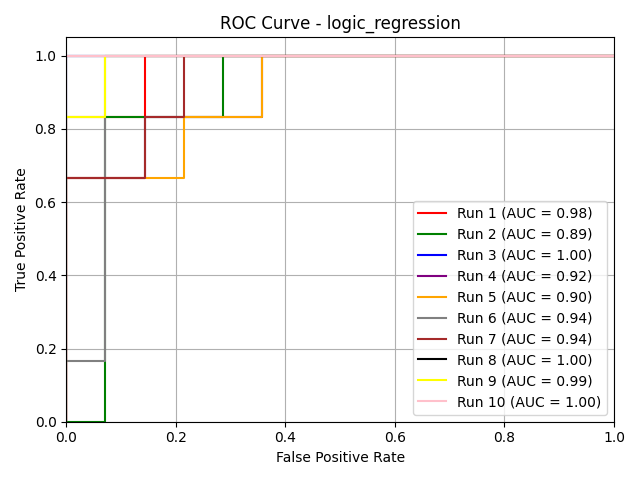 ROC Curve - logic_regression
True Positive Rate
1.0
0.8
0.6
0.4
0.2
0.0
Run 1 (AUC = 0.98)
Run 2 (AUC = 0.89)
Run 3 (AUC = 1.00)
Run 4 (AUC = 0.92)
Run 5 (AUC = 0.90)
Run 6 (AUC = 0.94)
Run 7 (AUC = 0.94)
Run 8 (AUC = 1.00)
Run 9 (AUC = 0.99)
Run 10 (AUC = 1.00)
0.0 0.2 0.4 0.6 0.8 1.0
False Positive Rate